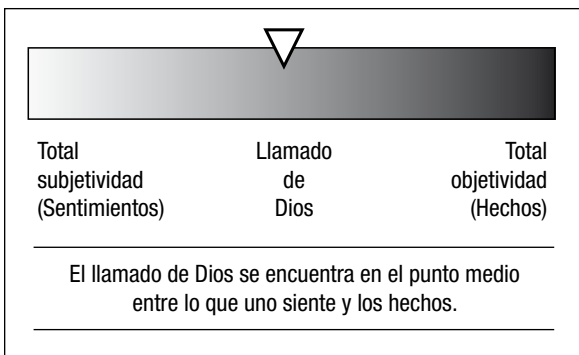 Total
subjetividad
(Sentimientos)
Llamado
de
Dios
Total
objetividad
(Hechos)
El llamado de Dios se encuentra en el punto medio
entre lo que uno siente y los hechos.